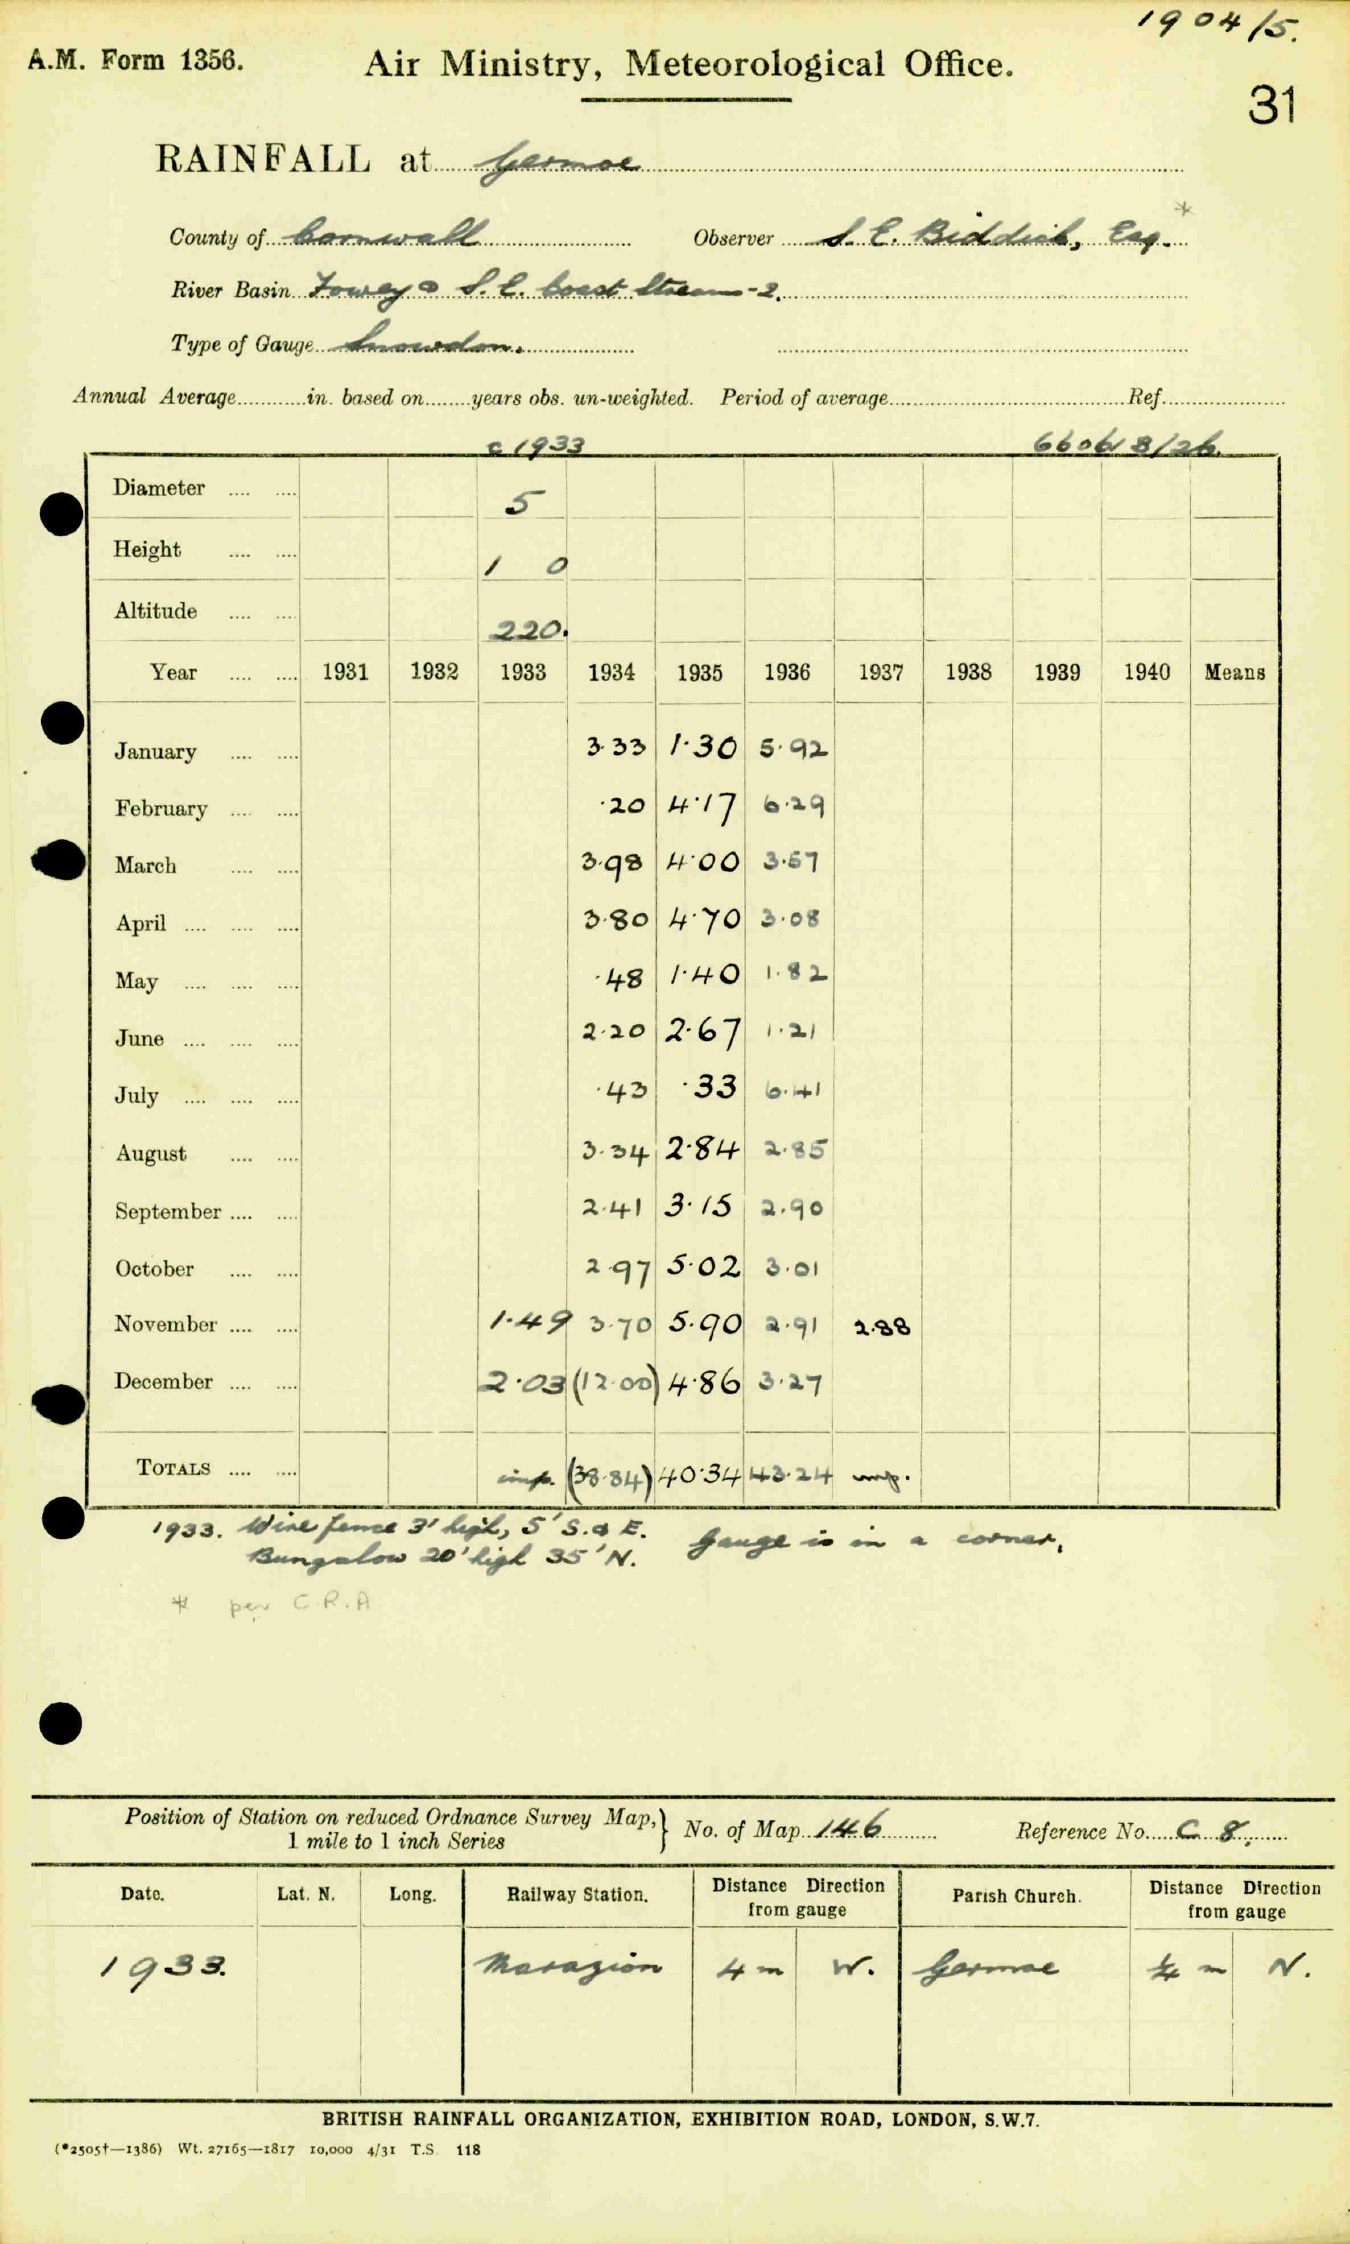 1904/5.
A.M. Form 1356. Air Ministry, Meteorological Office.
31
RAINFALL at Germoe
County of Cornwall Observer S. E. Biddick, Esq. *
River Basin Fowey & S.E. Coast Streams-2.
Type of Gauge Snowdon.
Annual Average in. based on years obs. un-weighted. Period of average Ref.
c 1933
Diameter 5
Height 1 0
Altitude 220.
Year 1931 1932 1933 1934 1935 1936 1937 1938 1939 1940 Means
January 3.33 1.30 5.92
February .20 4.17 6.29
March 3.98 4.00 3.57
April 3.80 4.70 3.08
May .48 1.40 1.82
June 2.20 2.67 1.21
July .43 .33 6.41
August 3.34 2.84 2.85
September 2.41 3.15 2.90
October 2.97 5.02 3.01
November 1.49 3.70 5.90 2.91 2.88
December 2.03 (12.00) 4.86 3.27
TOTALS imp. (38.84) 40.34 43.24 imp.
1933. Wire fence 3' high, 5' S. & E. Gauge is in a corner.
Bungalow 20' high 35' N.
* per C.R.A
Position of Station on reduced Ordnance Survey Map,} No. of Map 146 Reference No. C 8.
1 mile to 1 inch Series
Date. Lat. N. Long. Railway Station. Distance Direction from gauge Parish Church. Distance Direction from gauge
1933. Marazion 4 m W. Germoe ¼ m N.
BRITISH RAINFALL ORGANIZATION, EXHIBITION ROAD, LONDON, S.W.7.
(*2505†—1386) Wt. 27165—1817 10,000 4/31 T.S. 118